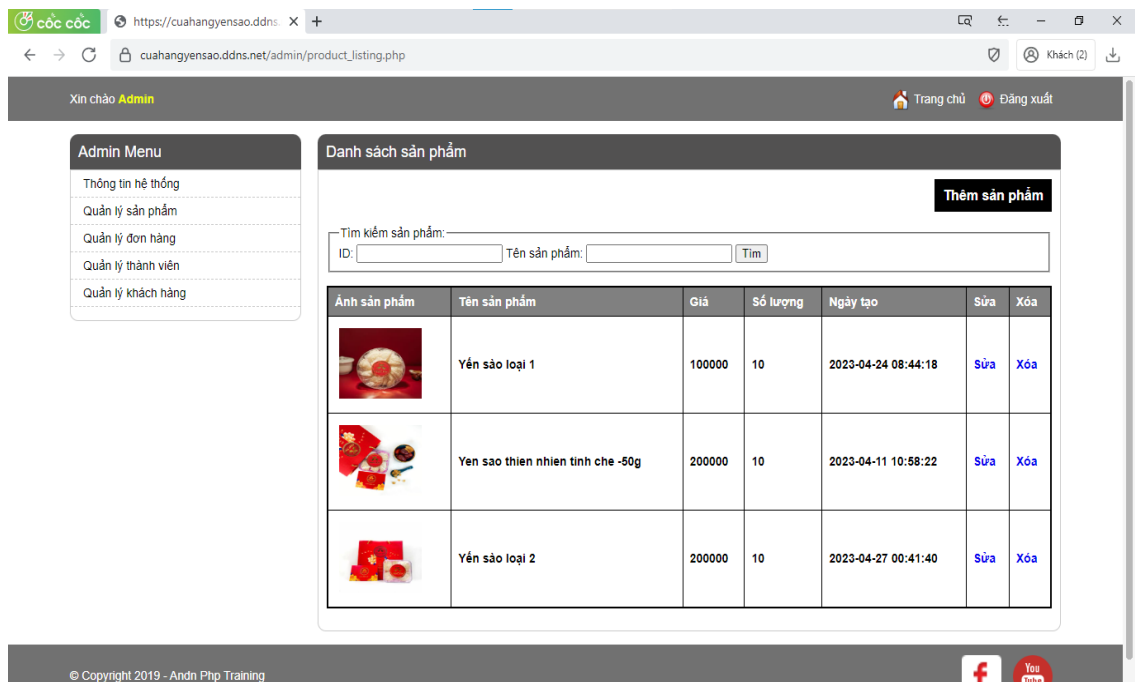 cốc cốc
https://cuahangyensao.ddns.
cuahangyensao.ddns.net/admin/product_listing.php
Khách (2)
Xin chào Admin
Trang chủ
Đăng xuất
Admin Menu
Thông tin hệ thống
Quản lý sản phẩm
Quản lý đơn hàng
Quản lý thành viên
Quản lý khách hàng
Danh sách sản phẩm
Thêm sản phẩm
Tìm kiếm sản phẩm:
ID: Tên sản phẩm: Tìm
Ảnh sản phẩm Tên sản phẩm Giá Số lượng Ngày tạo Sửa Xóa
Yến sào loại 1 100000 10 2023-04-24 08:44:18 Sửa Xóa
Yen sao thien nhien tinh che -50g 200000 10 2023-04-11 10:58:22 Sửa Xóa
Yến sào loại 2 200000 10 2023-04-27 00:41:40 Sửa Xóa
© Copyright 2019 - Andn Php Training
f
You
Tube